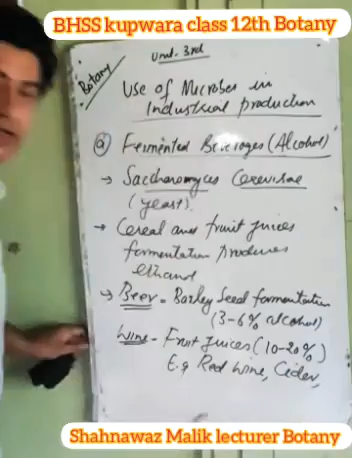 BHSS kupwara class 12th Botany
Unit-3rd
Botany
Use of Microbes in
Industrial production
ⓐ Fermented Beverages (Alcohol)
→ Saccharomyces Cerevisae
(yeast).
→ Cereal and fruit juices
fermentation produces
ethanol
→ Beer = Barley Seed fermentation
(3-6% alcohol)
Wine - Fruit Juices (10-20%)
E.g Red wine, Cider,
Shahnawaz Malik lecturer Botany